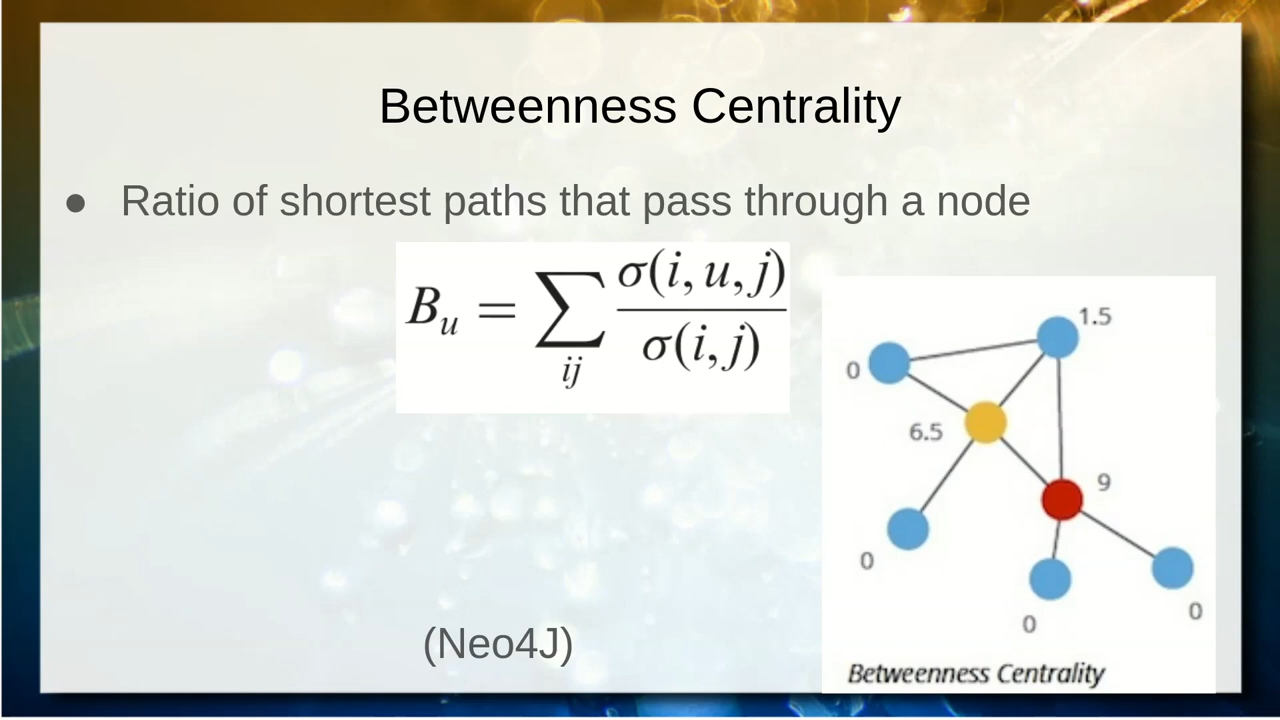 Betweenness Centrality
● Ratio of shortest paths that pass through a node
B_u = ∑_{ij} σ(i, u, j) / σ(i, j)
1.5
0
6.5
9
0
0
0
(Neo4J)
Betweenness Centrality